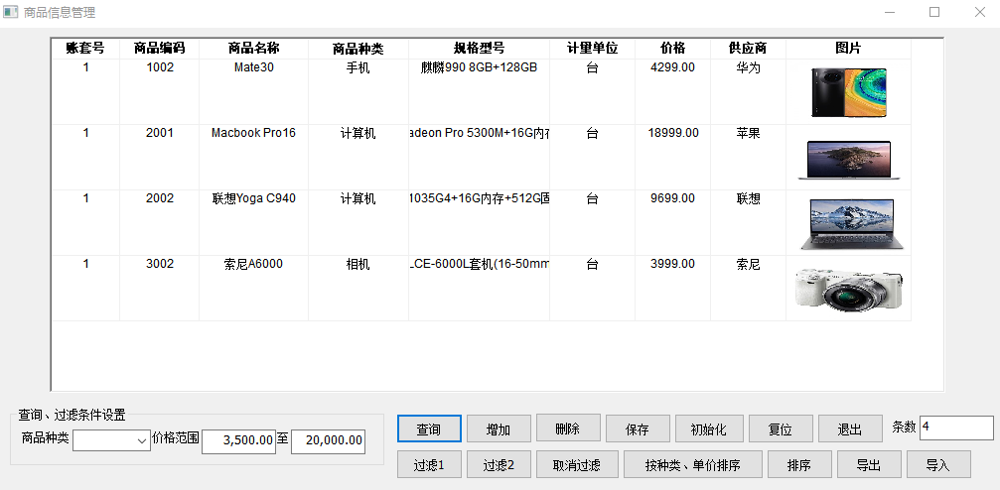 商品信息管理
账套号 商品编码 商品名称 商品种类 规格型号 计量单位 价格 供应商 图片
1 1002 Mate30 手机 麒麟990 8GB+128GB 台 4299.00 华为
1 2001 Macbook Pro16 计算机 adeon Pro 5300M+16G内存 台 18999.00 苹果
1 2002 联想Yoga C940 计算机 1035G4+16G内存+512G固 台 9699.00 联想
1 3002 索尼A6000 相机 LCE-6000L套机(16-50mm 台 3999.00 索尼
查询、过滤条件设置
商品种类 价格范围 3,500.00 至 20,000.00
查询 增加 删除 保存 初始化 复位 退出 条数 4
过滤1 过滤2 取消过滤 按种类、单价排序 排序 导出 导入